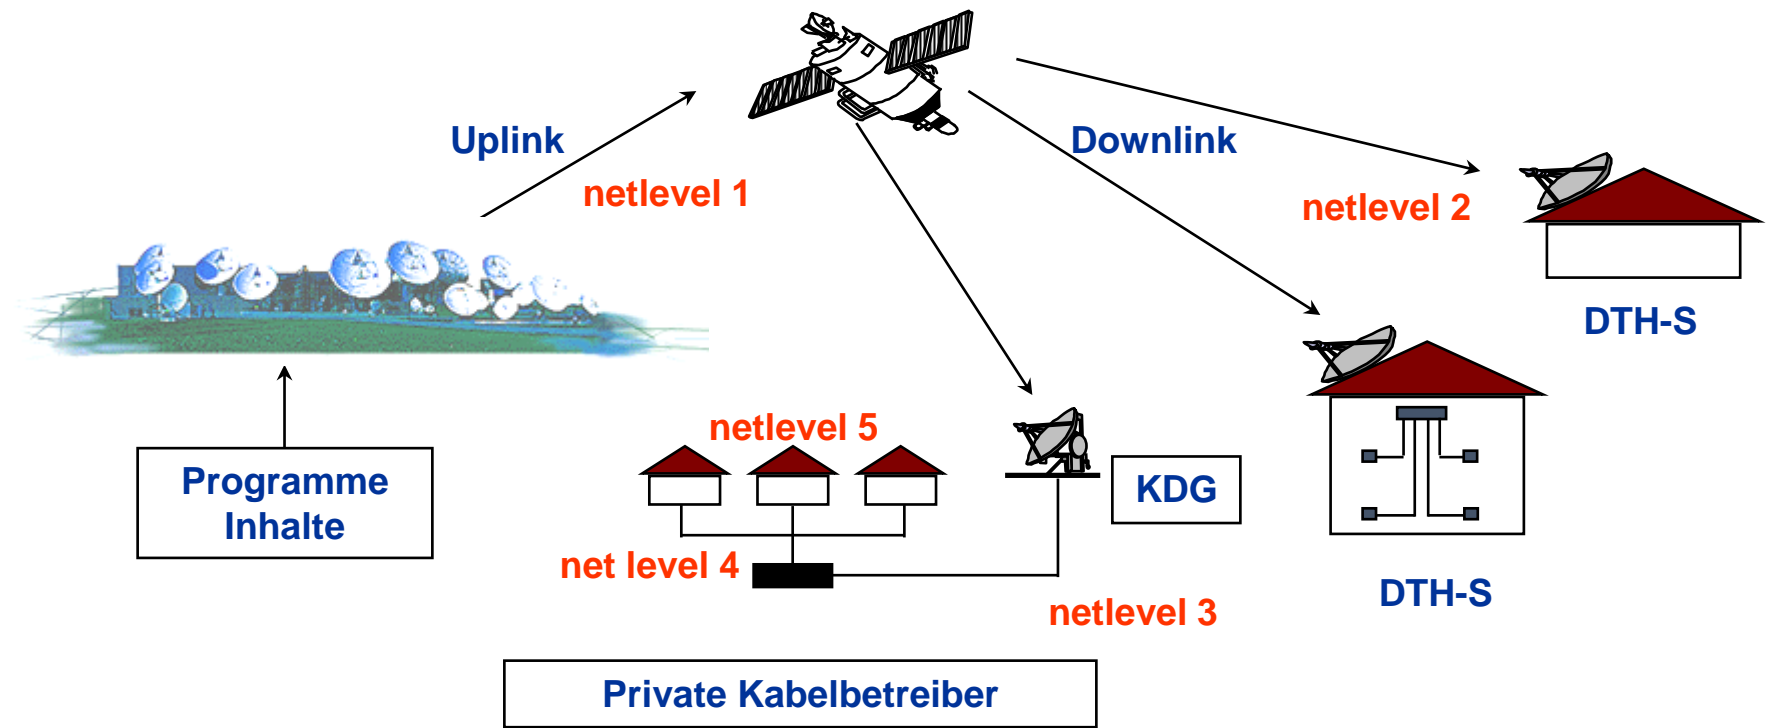 Uplink
Downlink
netlevel 1
netlevel 2
DTH-S
netlevel 5
Programme
Inhalte
KDG
net level 4
netlevel 3
DTH-S
Private Kabelbetreiber